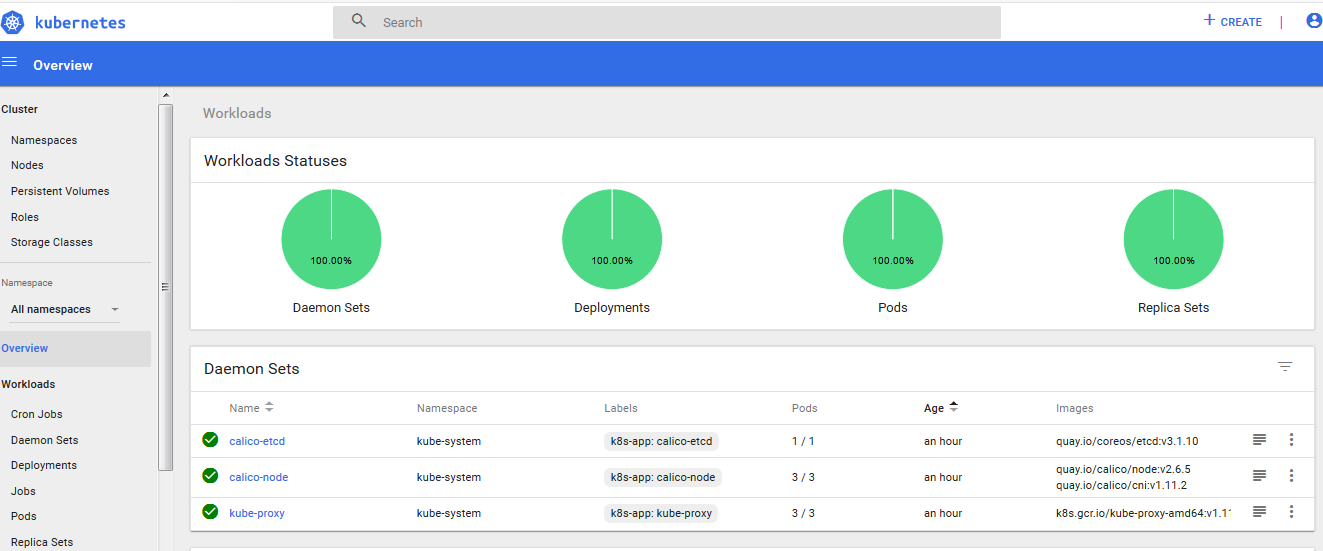 kubernetes
Search
+ CREATE |
Overview
Cluster
Namespaces
Nodes
Persistent Volumes
Roles
Storage Classes
Namespace
All namespaces
Overview
Workloads
Cron Jobs
Daemon Sets
Deployments
Jobs
Pods
Replica Sets
Workloads
Workloads Statuses
100.00% 100.00% 100.00% 100.00%
Daemon Sets Deployments Pods Replica Sets
Daemon Sets
Name Namespace Labels Pods Age Images
calico-etcd kube-system k8s-app: calico-etcd 1 / 1 an hour quay.io/coreos/etcd:v3.1.10
calico-node kube-system k8s-app: calico-node 3 / 3 an hour quay.io/calico/node:v2.6.5
quay.io/calico/cni:v1.11.2
kube-proxy kube-system k8s-app: kube-proxy 3 / 3 an hour k8s.gcr.io/kube-proxy-amd64:v1.11